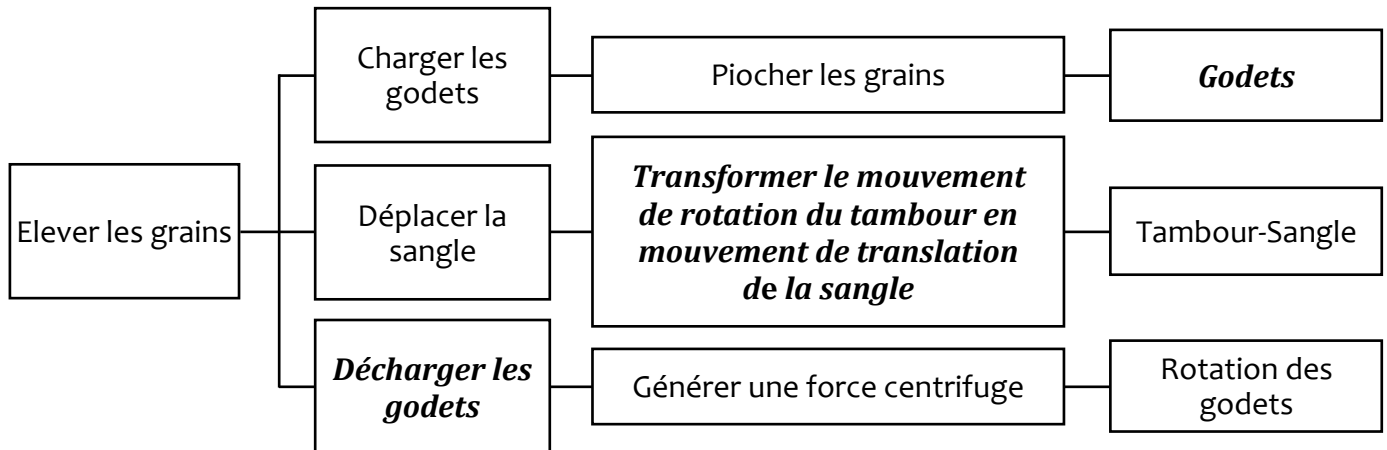 Charger les
godets
Piocher les grains
Godets
Elever les grains
Déplacer la
sangle
Transformer le mouvement
de rotation du tambour en
mouvement de translation
de la sangle
Tambour-Sangle
Décharger les
godets
Générer une force centrifuge
Rotation des
godets